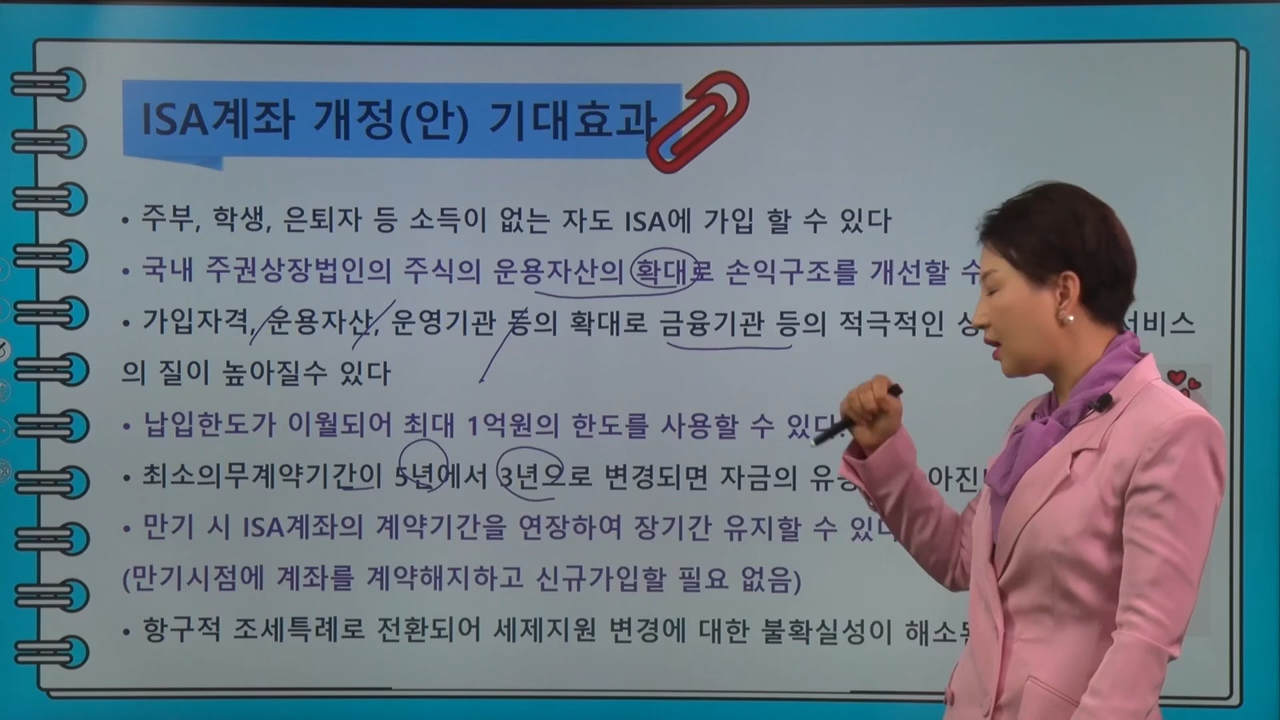 ISA계좌 개정(안) 기대효과
• 주부, 학생, 은퇴자 등 소득이 없는 자도 ISA에 가입 할 수 있다
• 국내 주권상장법인의 주식의 운용자산의 확대로 손익구조를 개선할 수
• 가입자격, 운용자산, 운영기관 등의 확대로 금융기관 등의 적극적인 서비스
의 질이 높아질수 있다
• 납입한도가 이월되어 최대 1억원의 한도를 사용할 수 있다.
• 최소의무계약기간이 5년에서 3년으로 변경되면 자금의
• 만기 시 ISA계좌의 계약기간을 연장하여 장기간 유지할 수 있다
(만기시점에 계좌를 계약해지하고 신규가입할 필요 없음)
• 항구적 조세특례로 전환되어 세제지원 변경에 대한 불확실성이